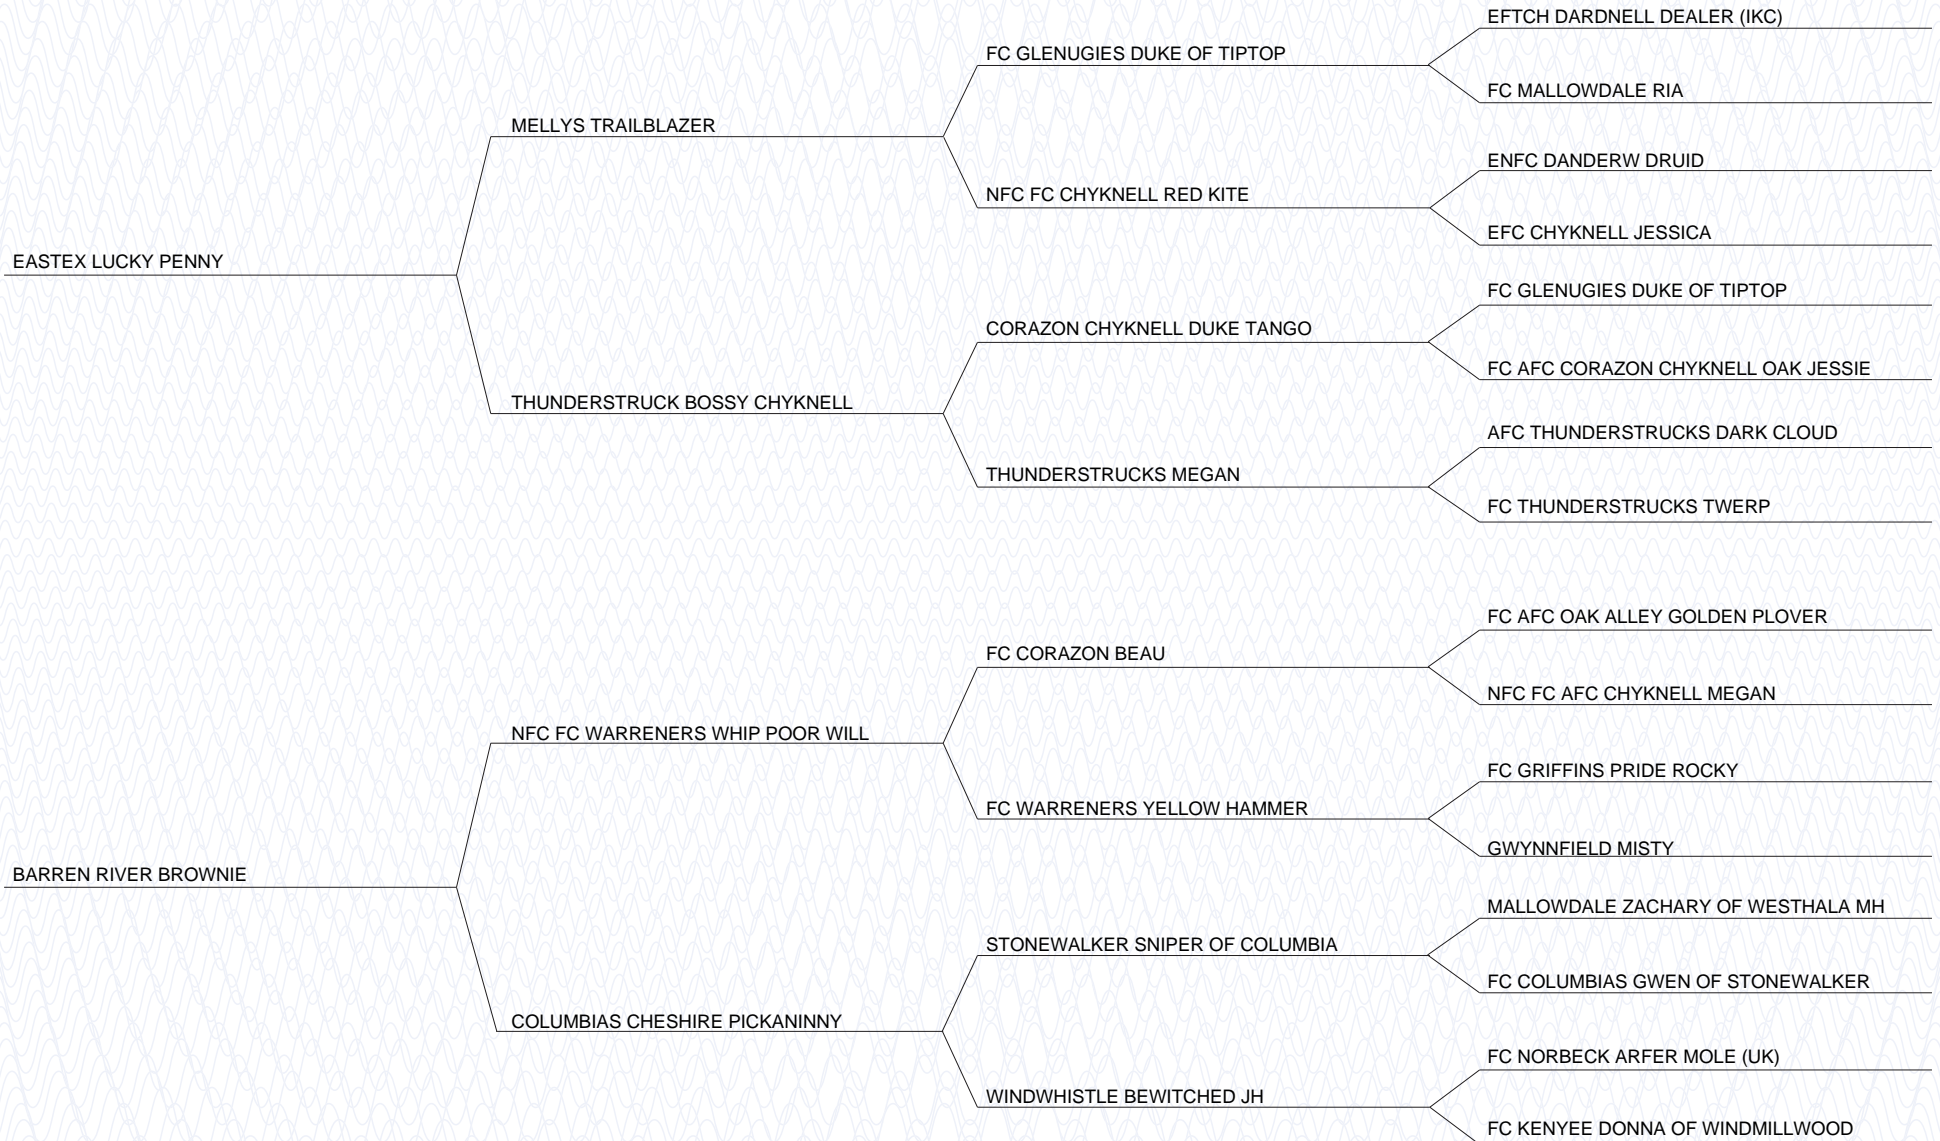 EFTCH DARDNELL DEALER (IKC)
FC GLENUGIES DUKE OF TIPTOP
FC MALLOWDALE RIA
MELLYS TRAILBLAZER
ENFC DANDERW DRUID
NFC FC CHYKNELL RED KITE
EFC CHYKNELL JESSICA
EASTEX LUCKY PENNY
FC GLENUGIES DUKE OF TIPTOP
CORAZON CHYKNELL DUKE TANGO
FC AFC CORAZON CHYKNELL OAK JESSIE
THUNDERSTRUCK BOSSY CHYKNELL
AFC THUNDERSTRUCKS DARK CLOUD
THUNDERSTRUCKS MEGAN
FC THUNDERSTRUCKS TWERP
FC AFC OAK ALLEY GOLDEN PLOVER
FC CORAZON BEAU
NFC FC AFC CHYKNELL MEGAN
NFC FC WARRENERS WHIP POOR WILL
FC GRIFFINS PRIDE ROCKY
FC WARRENERS YELLOW HAMMER
GWYNNFIELD MISTY
BARREN RIVER BROWNIE
MALLOWDALE ZACHARY OF WESTHALA MH
STONEWALKER SNIPER OF COLUMBIA
FC COLUMBIAS GWEN OF STONEWALKER
COLUMBIAS CHESHIRE PICKANINNY
FC NORBECK ARFER MOLE (UK)
WINDWHISTLE BEWITCHED JH
FC KENYEE DONNA OF WINDMILLWOOD